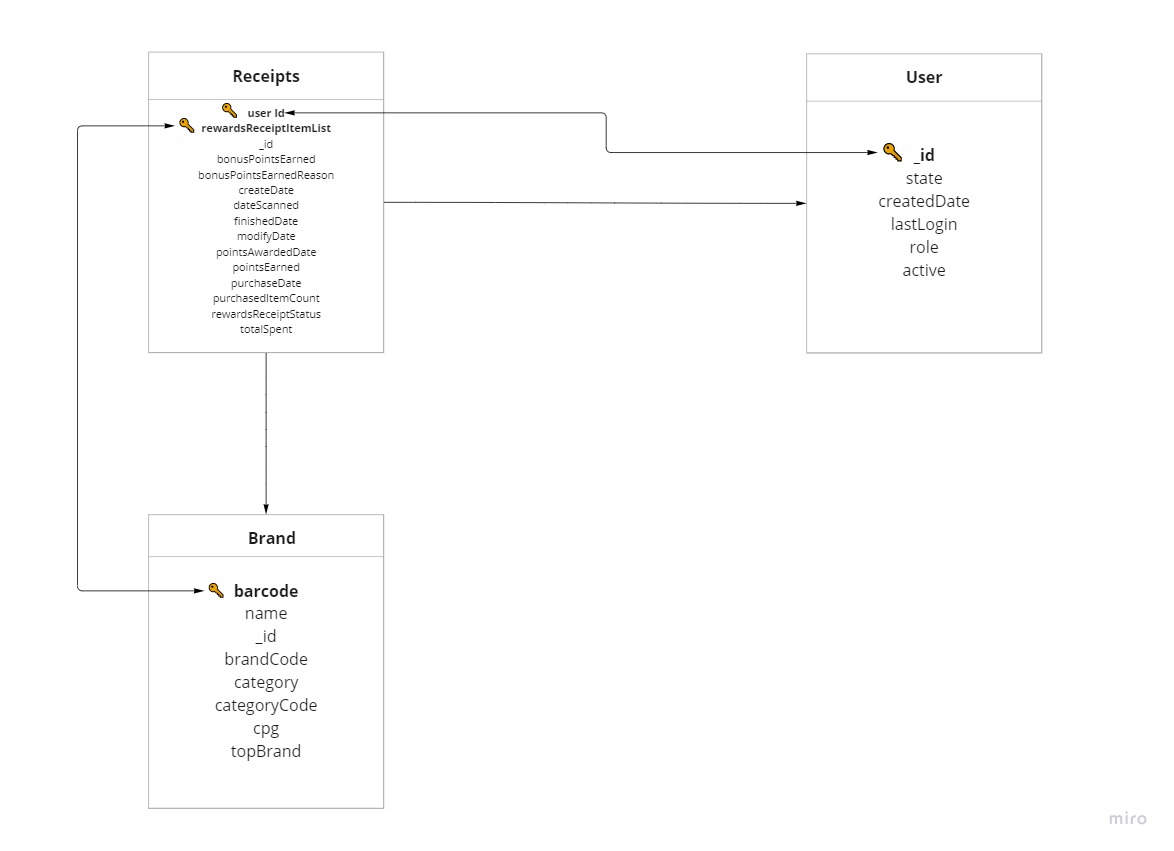 Receipts
user Id
rewardsReceiptItemList
_id
bonusPointsEarned
bonusPointsEarnedReason
createDate
dateScanned
finishedDate
modifyDate
pointsAwardedDate
pointsEarned
purchaseDate
purchasedItemCount
rewardsReceiptStatus
totalSpent
User
_id
state
createdDate
lastLogin
role
active
Brand
barcode
name
_id
brandCode
category
categoryCode
cpg
topBrand
miro